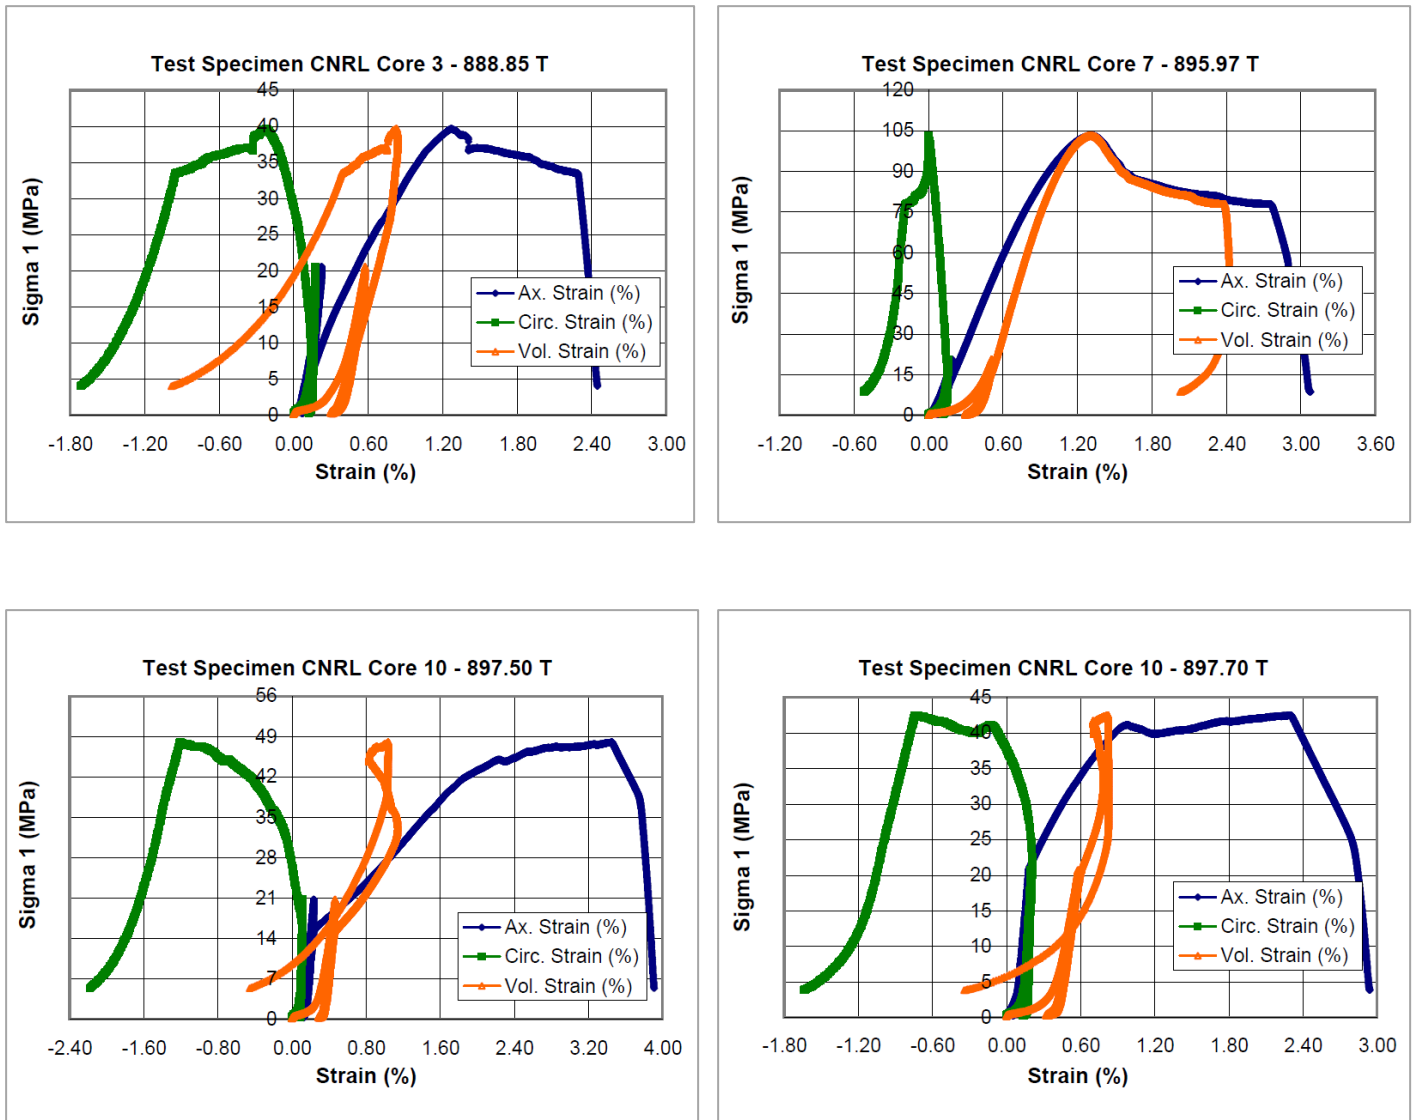 Test Specimen CNRL Core 3 - 888.85 T
45
40
35
30
25
20
15
10
5
0
Sigma 1 (MPa)
Ax. Strain (%)
Circ. Strain (%)
Vol. Strain (%)
-1.80 -1.20 -0.60 0.00 0.60 1.20 1.80 2.40 3.00
Strain (%)
Test Specimen CNRL Core 7 - 895.97 T
120
105
90
75
60
45
30
15
0
Sigma 1 (MPa)
Ax. Strain (%)
Circ. Strain (%)
Vol. Strain (%)
-1.20 -0.60 0.00 0.60 1.20 1.80 2.40 3.00 3.60
Strain (%)
Test Specimen CNRL Core 10 - 897.50 T
56
49
42
35
28
21
14
7
0
Sigma 1 (MPa)
Ax. Strain (%)
Circ. Strain (%)
Vol. Strain (%)
-2.40 -1.60 -0.80 0.00 0.80 1.60 2.40 3.20 4.00
Strain (%)
Test Specimen CNRL Core 10 - 897.70 T
45
40
35
30
25
20
15
10
5
0
Sigma 1 (MPa)
Ax. Strain (%)
Circ. Strain (%)
Vol. Strain (%)
-1.80 -1.20 -0.60 0.00 0.60 1.20 1.80 2.40 3.00
Strain (%)